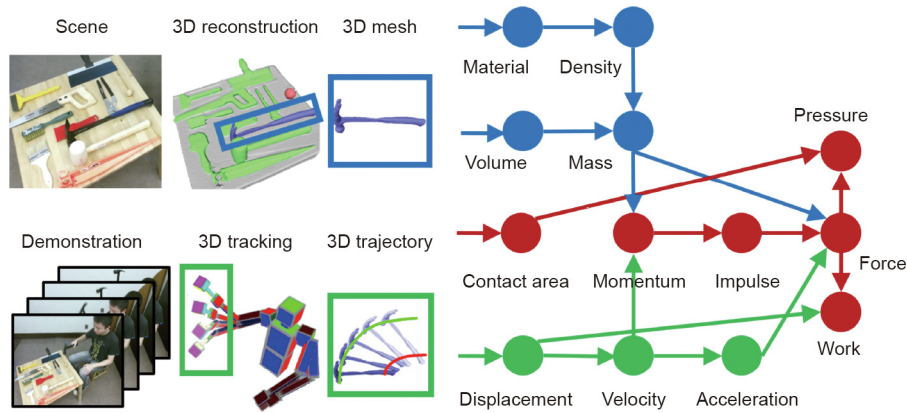 Scene
3D reconstruction
3D mesh
Demonstration
3D tracking
3D trajectory
Material
Density
Volume
Mass
Pressure
Contact area
Momentum
Impulse
Force
Work
Displacement
Velocity
Acceleration